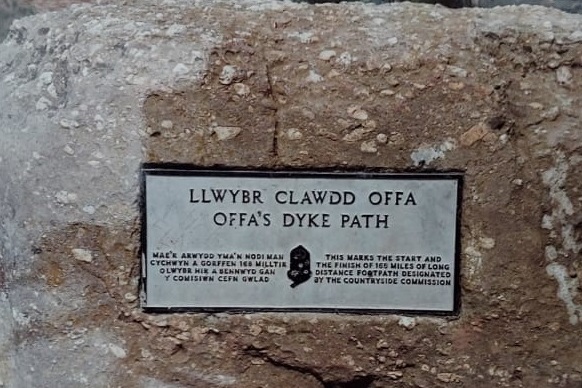 LLWYBR CLAWDD OFFA
OFFA'S DYKE PATH
MAE'R ARWYDD YMA'N NODI MAN
CYCHWYN A GORFFEN 168 MILLTIR
O LWYBR HIR A BENNWYD GAN
Y COMISIWN CEFN GWLAD
THIS MARKS THE START AND
THE FINISH OF 168 MILES OF LONG
DISTANCE FOOTPATH DESIGNATED
BY THE COUNTRYSIDE COMMISSION